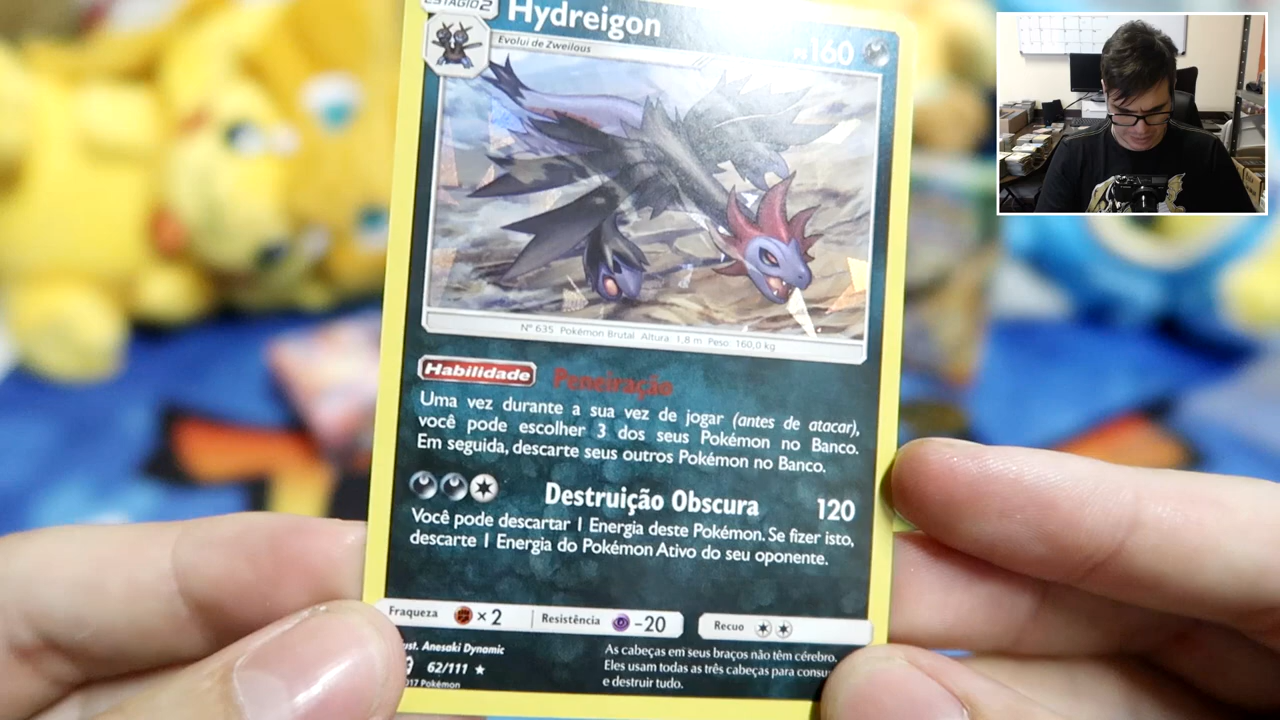 ESTÁGIO 2
Hydreigon
Evolui de Zweilous
160
Nº 635 Pokémon Brutal Altura 1,8 m Peso: 160,0 kg
Habilidade Peneiração
Uma vez durante a sua vez de jogar (antes de atacar),
você pode escolher 3 dos seus Pokémon no Banco.
Em seguida, descarte seus outros Pokémon no Banco.
Destruição Obscura 120
Você pode descartar 1 Energia deste Pokémon. Se fizer isto,
descarte 1 Energia do Pokémon Ativo do seu oponente.
Fraqueza ×2 Resistência -20 Recuo
ust. Anesaki Dynamic
62/111 ★
017 Pokémon
As cabeças em seus braços não têm cérebro.
Eles usam todas as três cabeças para consu
e destruir tudo.